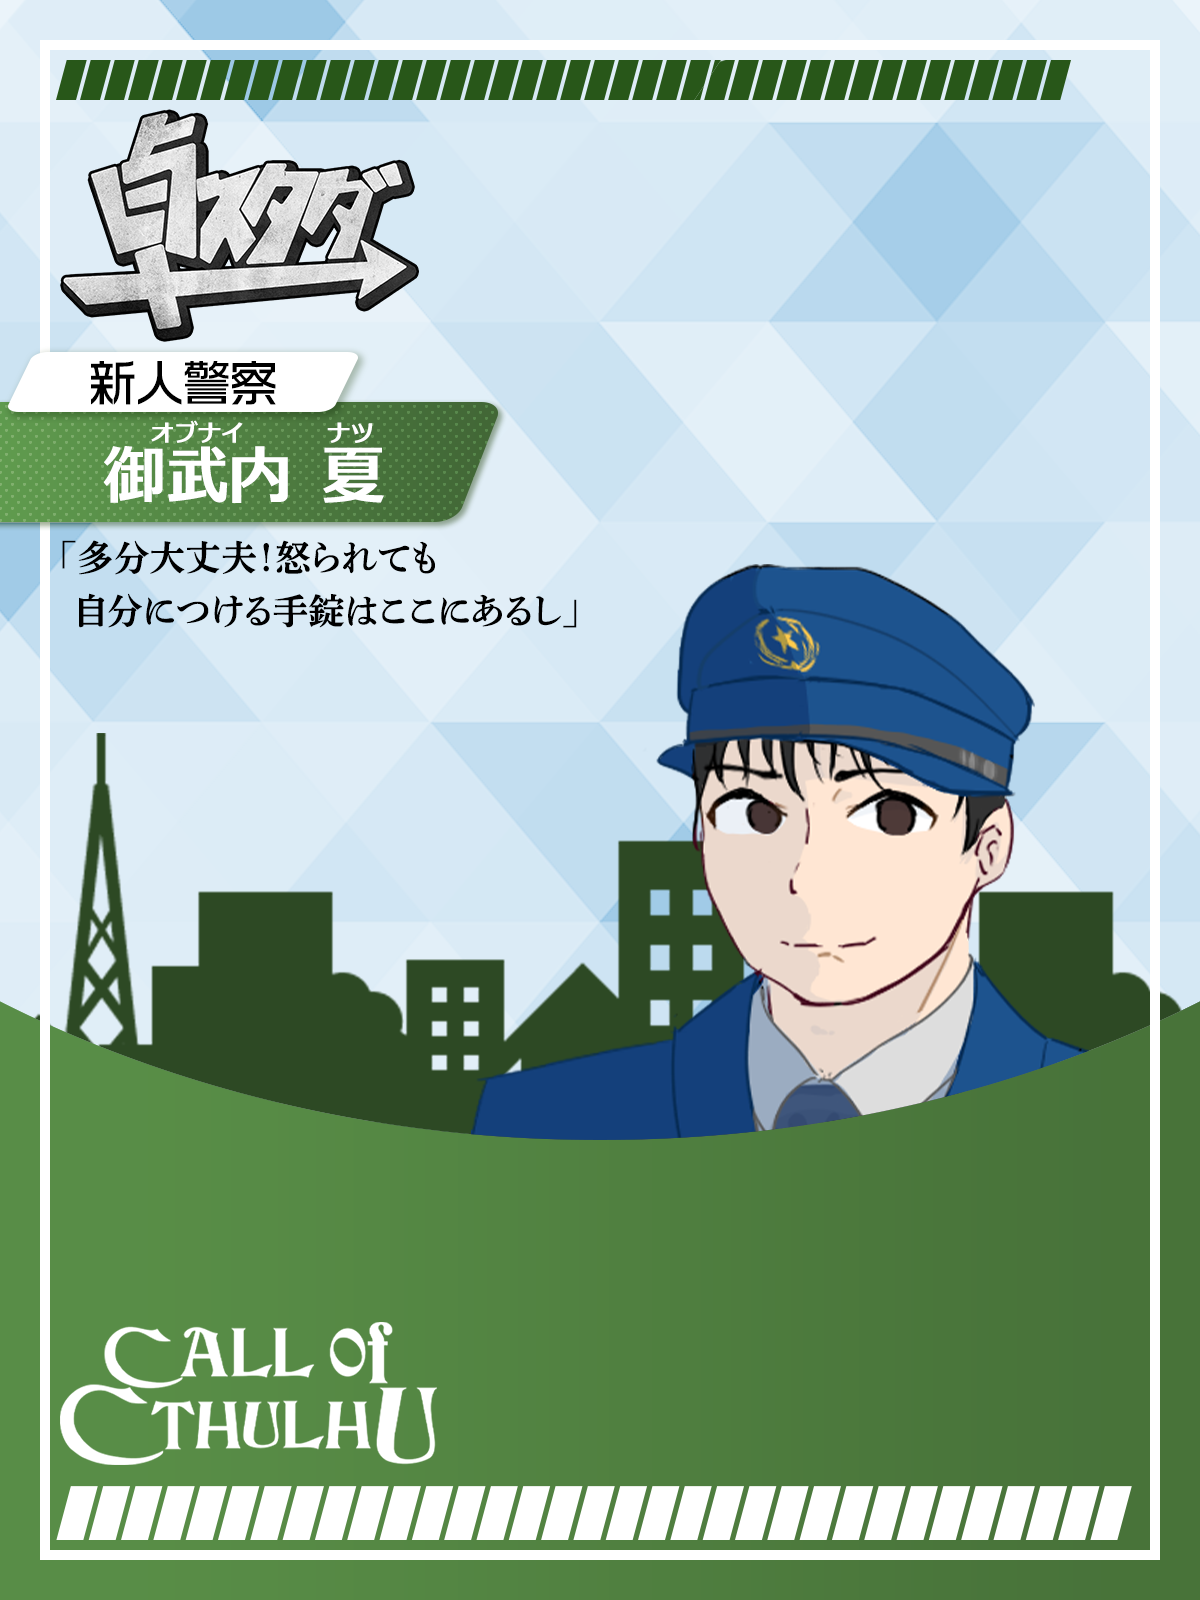 卓スタダ
新人警察
オブナイ ナツ
御武内 夏
「多分大丈夫!怒られても
自分につける手錠はここにあるし」
CALL of
CTHULHU